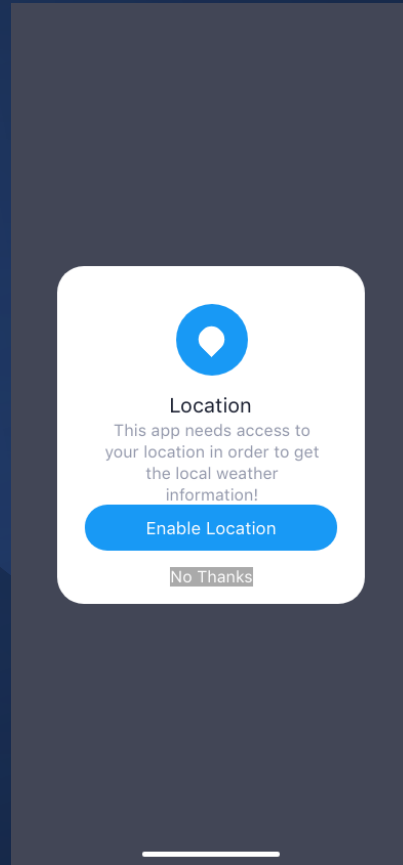 Location
This app needs access to
your location in order to get
the local weather
information!
Enable Location
No Thanks